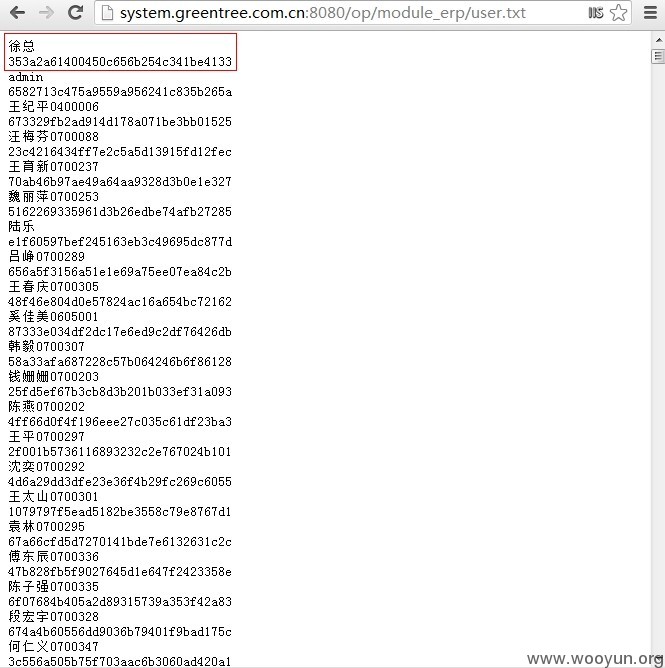 system.greentree.com.cn:8080/op/module_erp/user.txt
徐总
353a2a61400450c656b254c341be4133
admin
6582713c475a9559a956241c835b265a
王纪平0400006
673329fb2ad914d178a071be3bb01525
汪梅芬0700088
23c4216434ff7e2c5a5d13915fd12fec
王育新0700237
70ab46b97ae49a64aa9328d3b0e1e327
魏丽萍0700253
5162269335961d3b26edbe74afb27285
陆乐
e1f60597bef245163eb3c49695dc877d
吕峥0700289
656a5f3156a51e1e69a75ee07ea84c2b
王春庆0700305
48f46e804d0e57824ac16a654bc72162
奚佳美0605001
87333e034df2dc17e6ed9c2df76426db
韩毅0700307
58a33afa687228c57b064246b6f86128
钱姗姗0700203
25fd5ef67b3cb8d3b201b033ef31a093
陈燕0700202
4ff66d0f4f196eee27c035c61df23ba3
王平0700297
2f001b5736116893232c2e767024b101
沈奕0700292
4d6a29dd3dfe23e36f4b29fc269c6055
王太山0700301
1079797f5ead5182be3558c79e8767d1
袁林0700295
67a66cfd5d7270141bde7e6132631c2c
傅东辰0700336
47b828fb5f9027645d1e647f2423358e
陈子强0700335
6f07684b405a2d89315739a353f42a83
段宏宇0700328
674a4b60556dd9036b79401f9bad175c
何仁义0700347
3c556a505b75f703aac6b3060ad420a1
www.wooyun.org